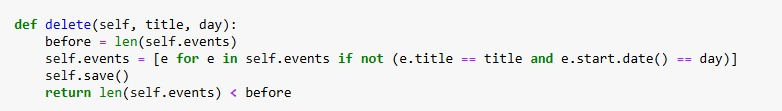 def delete(self, title, day):
    before = len(self.events)
    self.events = [e for e in self.events if not (e.title == title and e.start.date() == day)]
    self.save()
    return len(self.events) < before